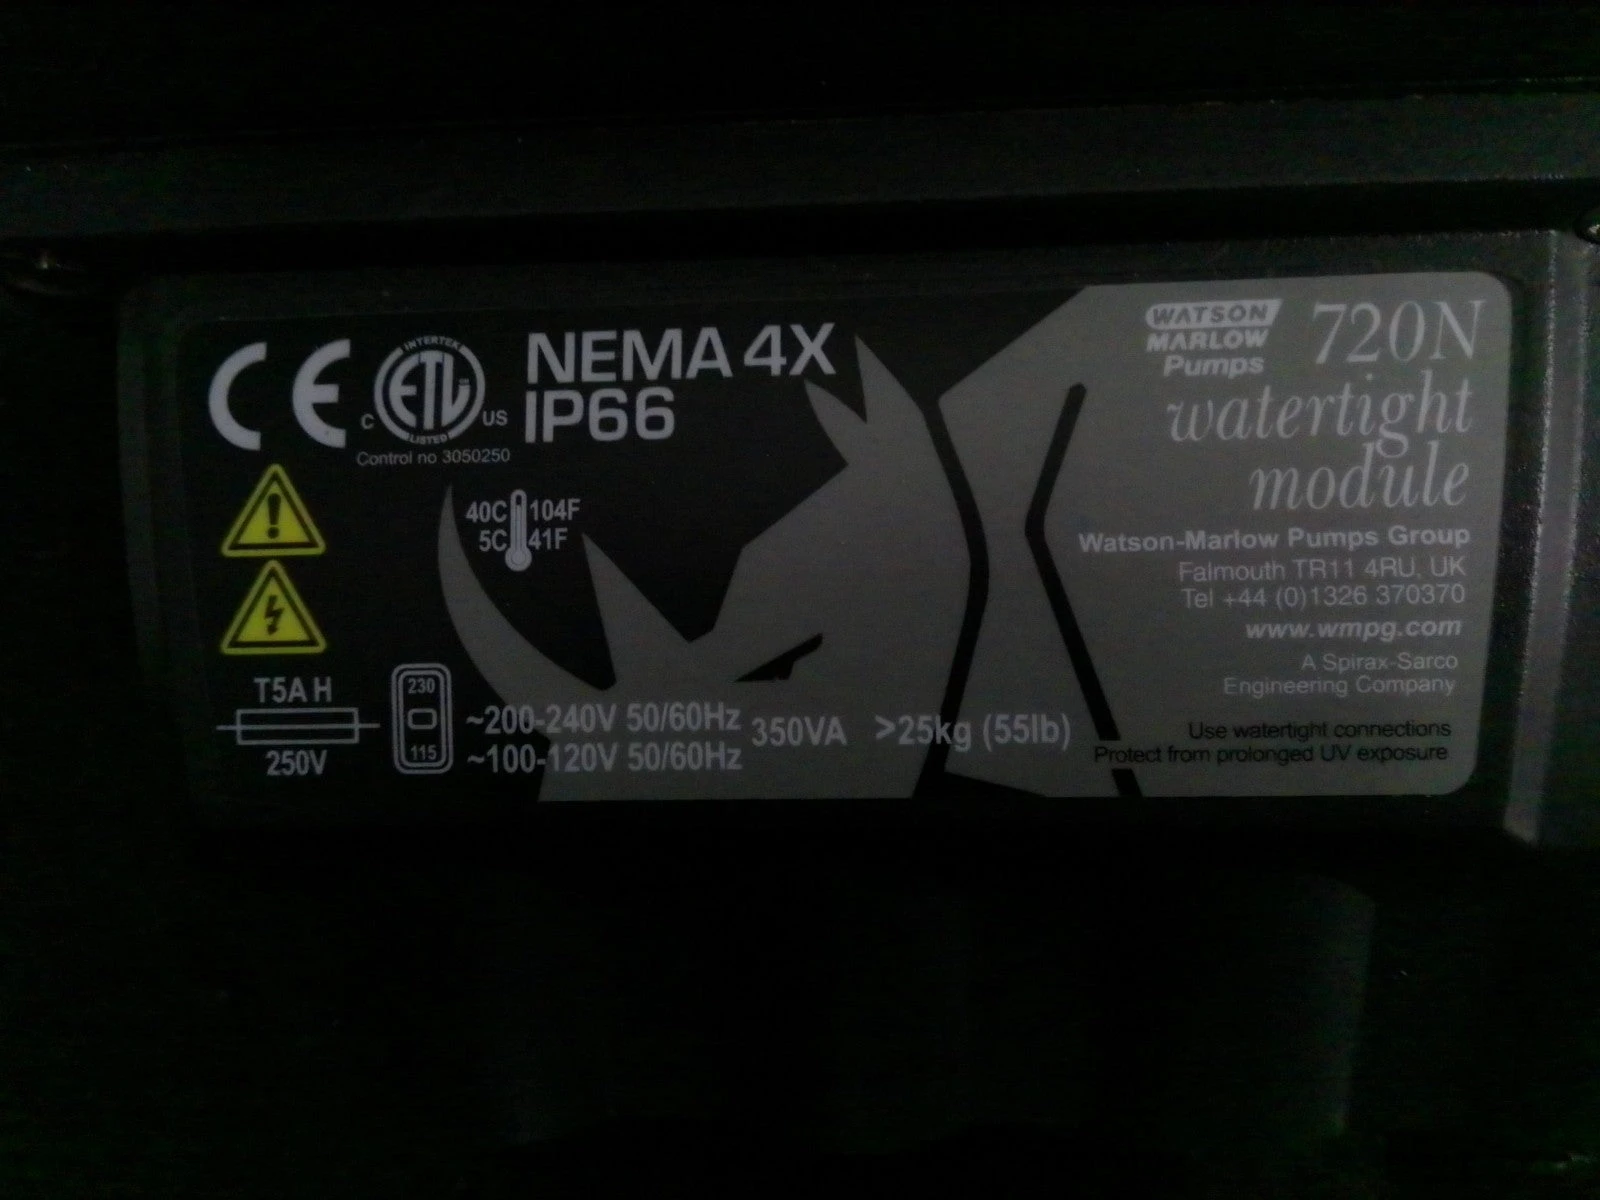 CE
INTERTEK
ETL
C US
LISTED
Control no 3050250
NEMA 4X
IP66
40C 104F
5C 41F
T5A H
250V
230
115
~200-240V 50/60Hz
~100-120V 50/60Hz
350VA
>25kg (55lb)
WATSON
MARLOW
Pumps
720N
watertight
module
Watson-Marlow Pumps Group
Falmouth TR11 4RU, UK
Tel +44 (0)1326 370370
www.wmpg.com
A Spirax-Sarco
Engineering Company
Use watertight connections
Protect from prolonged UV exposure